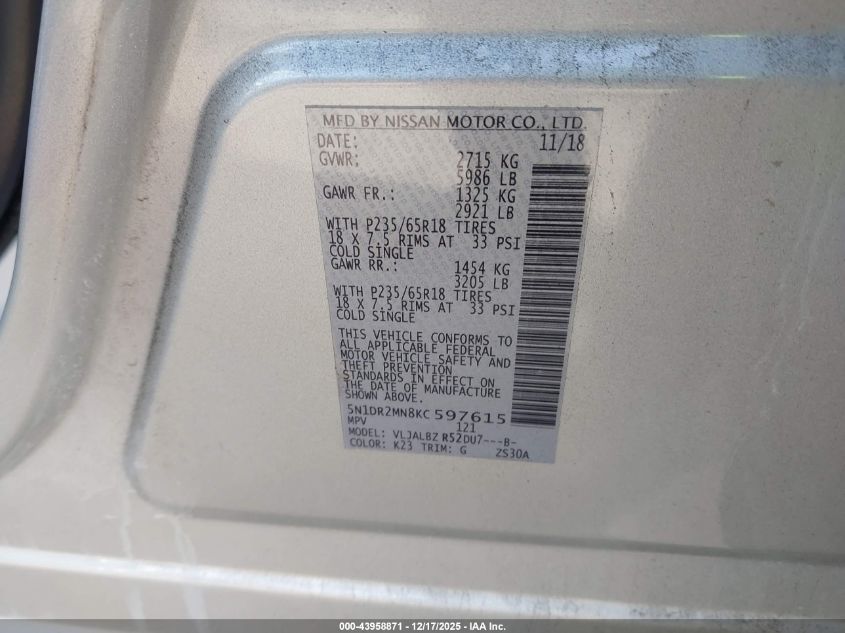 MFD BY NISSAN MOTOR CO., LTD.
DATE: 11/18
GVWR: 2715 KG
5986 LB
GAWR FR.: 1325 KG
2921 LB
WITH P235/65R18 TIRES
18 X 7.5 RIMS AT 33 PSI
COLD SINGLE
GAWR RR.: 1454 KG
3205 LB
WITH P235/65R18 TIRES
18 X 7.5 RIMS AT 33 PSI
COLD SINGLE
THIS VEHICLE CONFORMS TO
ALL APPLICABLE FEDERAL
MOTOR VEHICLE SAFETY AND
THEFT PREVENTION
STANDARDS IN EFFECT ON
THE DATE OF MANUFACTURE
5N1DR2MN8KC597615
MPV 121
MODEL: VLJALBZ R52DU7---B-
COLOR: K23 TRIM: G ZS30A
000-43958871 - 12/17/2025 - IAA Inc.